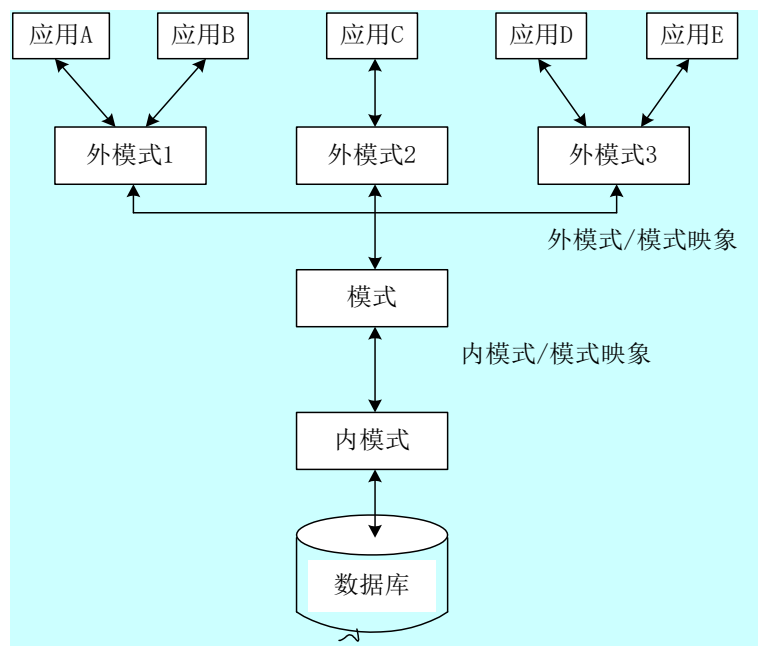 应用A 应用B 应用C 应用D 应用E
外模式1 外模式2 外模式3
外模式/模式映象
模式
内模式/模式映象
内模式
数据库